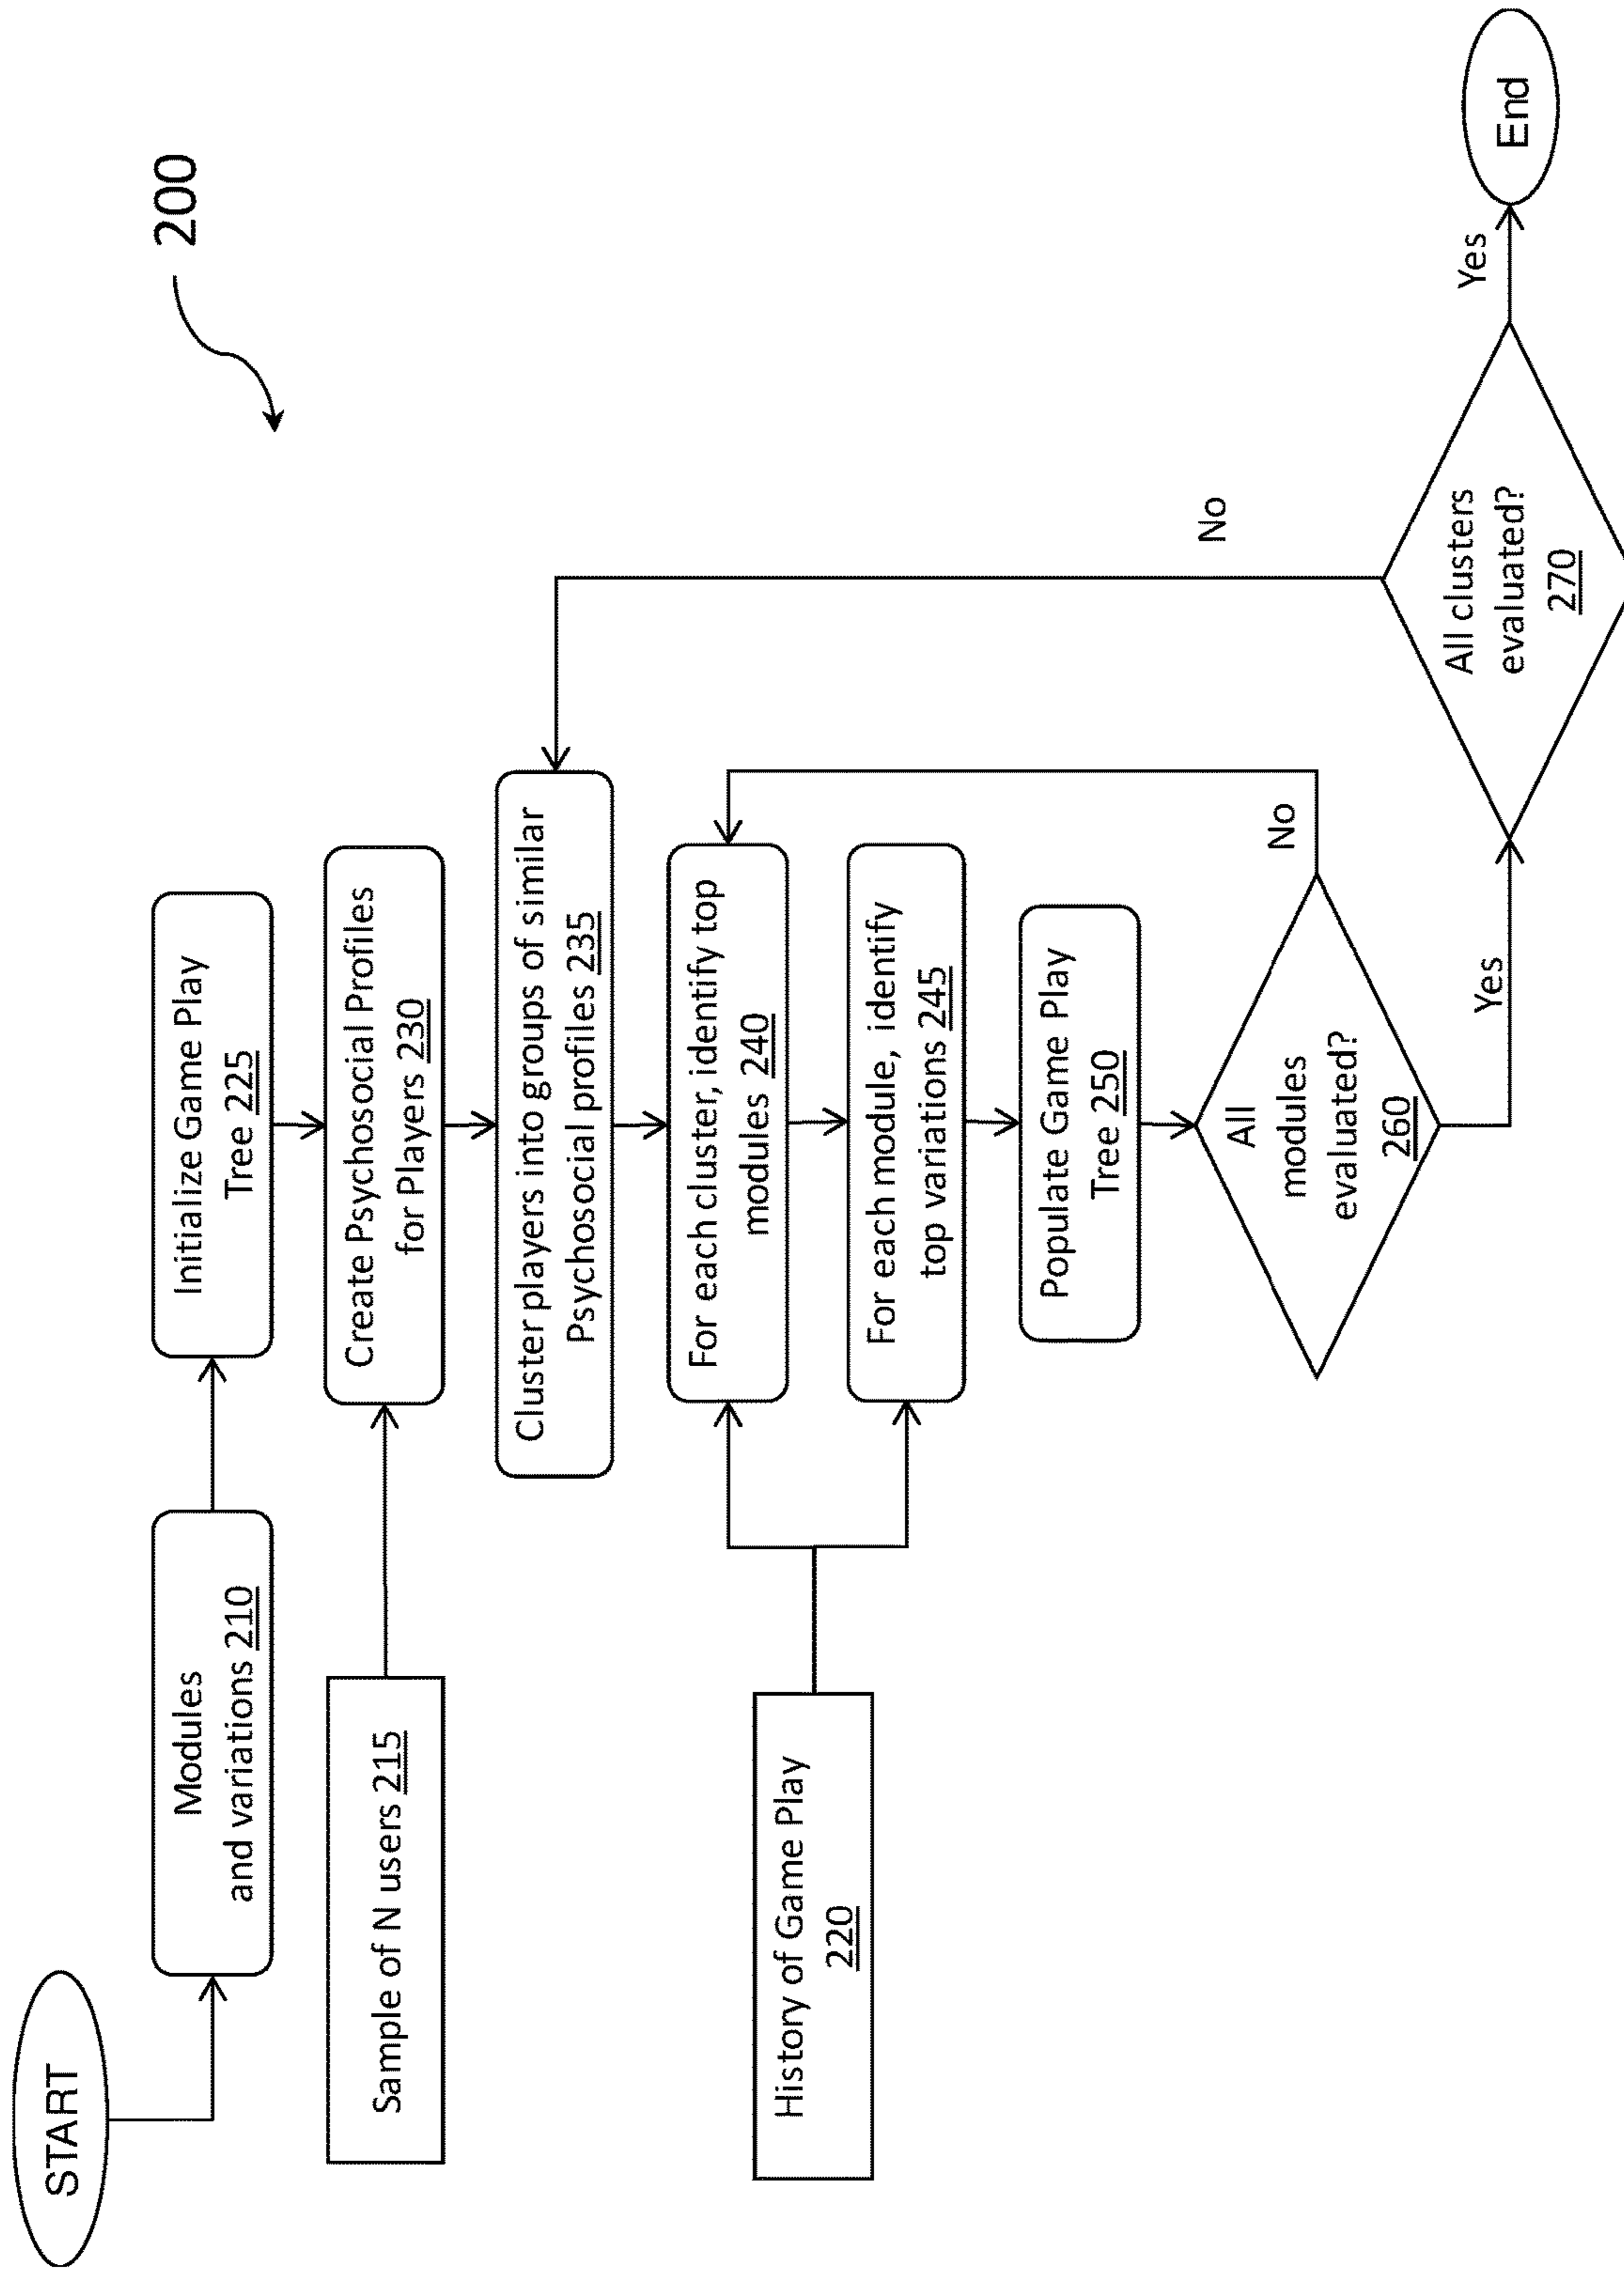 200
START
Modules
and variations 210
Initialize Game Play
Tree 225
Sample of N users 215
Create Psychosocial Profiles
for Players 230
Cluster players into groups of similar
Psychosocial profiles 235
History of Game Play
220
For each cluster, identify top
modules 240
For each module, identify
top variations 245
Populate Game Play
Tree 250
All
modules
evaluated?
260
No
Yes
All clusters
evaluated?
270
No
Yes
End